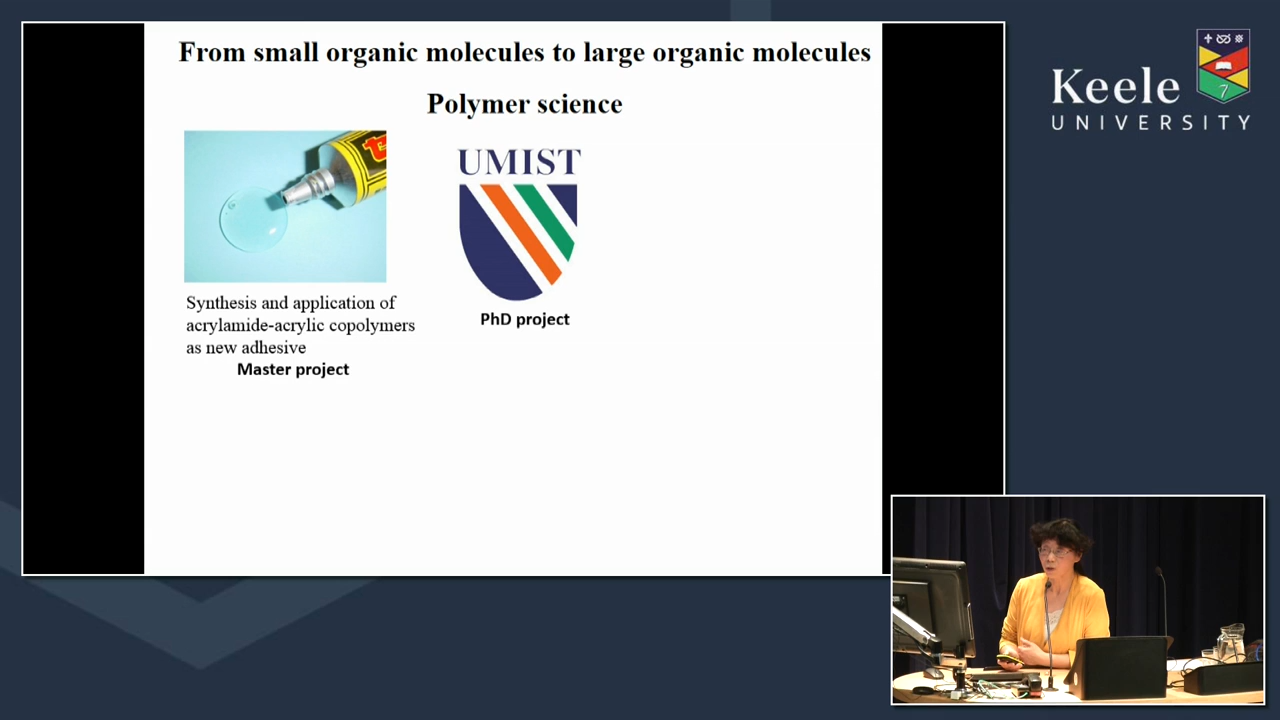 From small organic molecules to large organic molecules
Polymer science
UMIST
Synthesis and application of
acrylamide-acrylic copolymers
as new adhesive
Master project
PhD project
Keele
UNIVERSITY